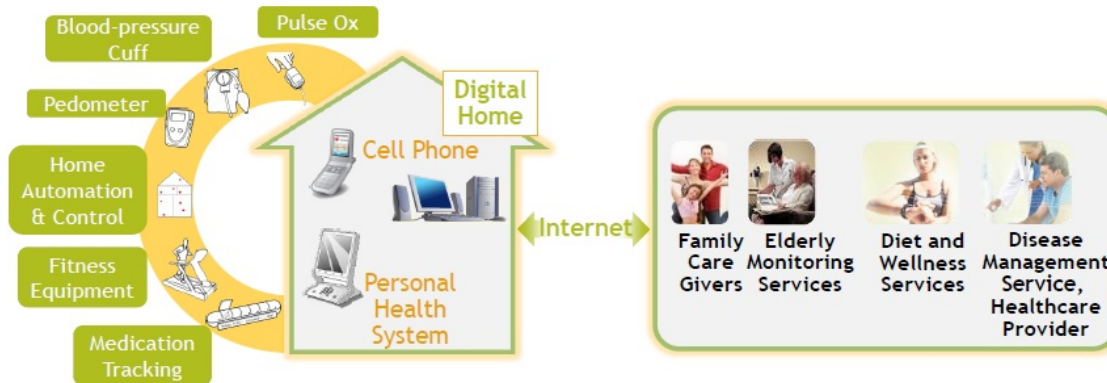 Blood-pressure
Cuff
Pulse Ox
Pedometer
Home
Automation
& Control
Fitness
Equipment
Medication
Tracking
Digital
Home
Cell Phone
Personal
Health
System
Internet
Family
Care
Givers
Elderly
Monitoring
Services
Diet and
Wellness
Services
Disease
Management
Service,
Healthcare
Provider